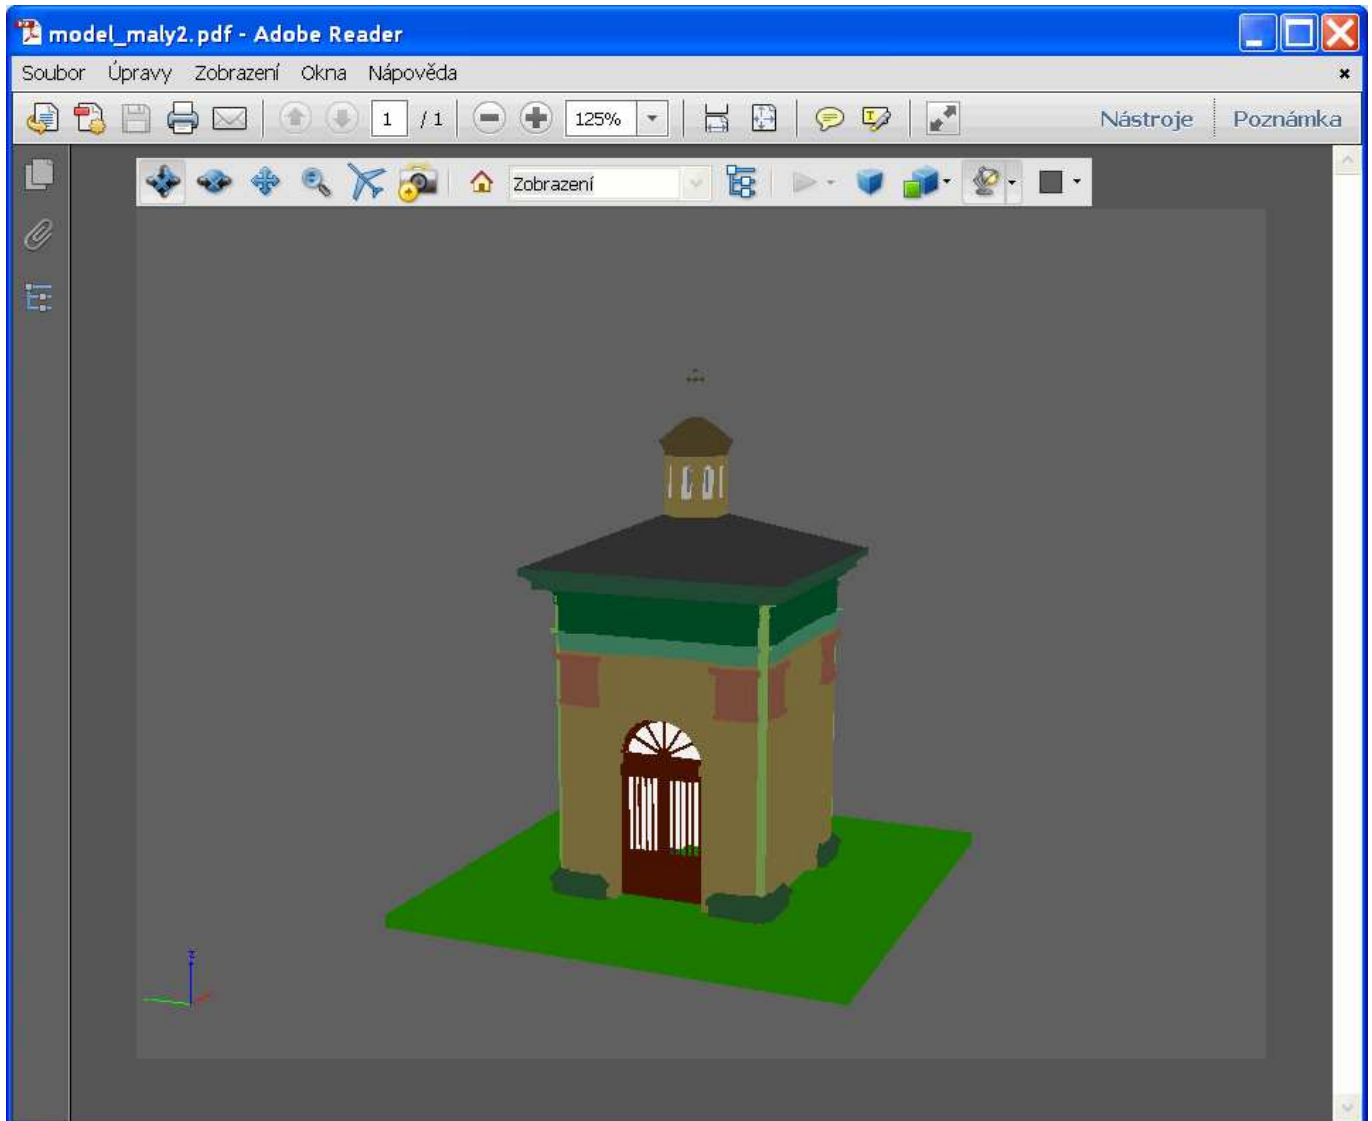 model_maly2.pdf - Adobe Reader
Soubor Úpravy Zobrazení Okna Nápověda
1 / 1 125% Nástroje Poznámka
Zobrazení
z